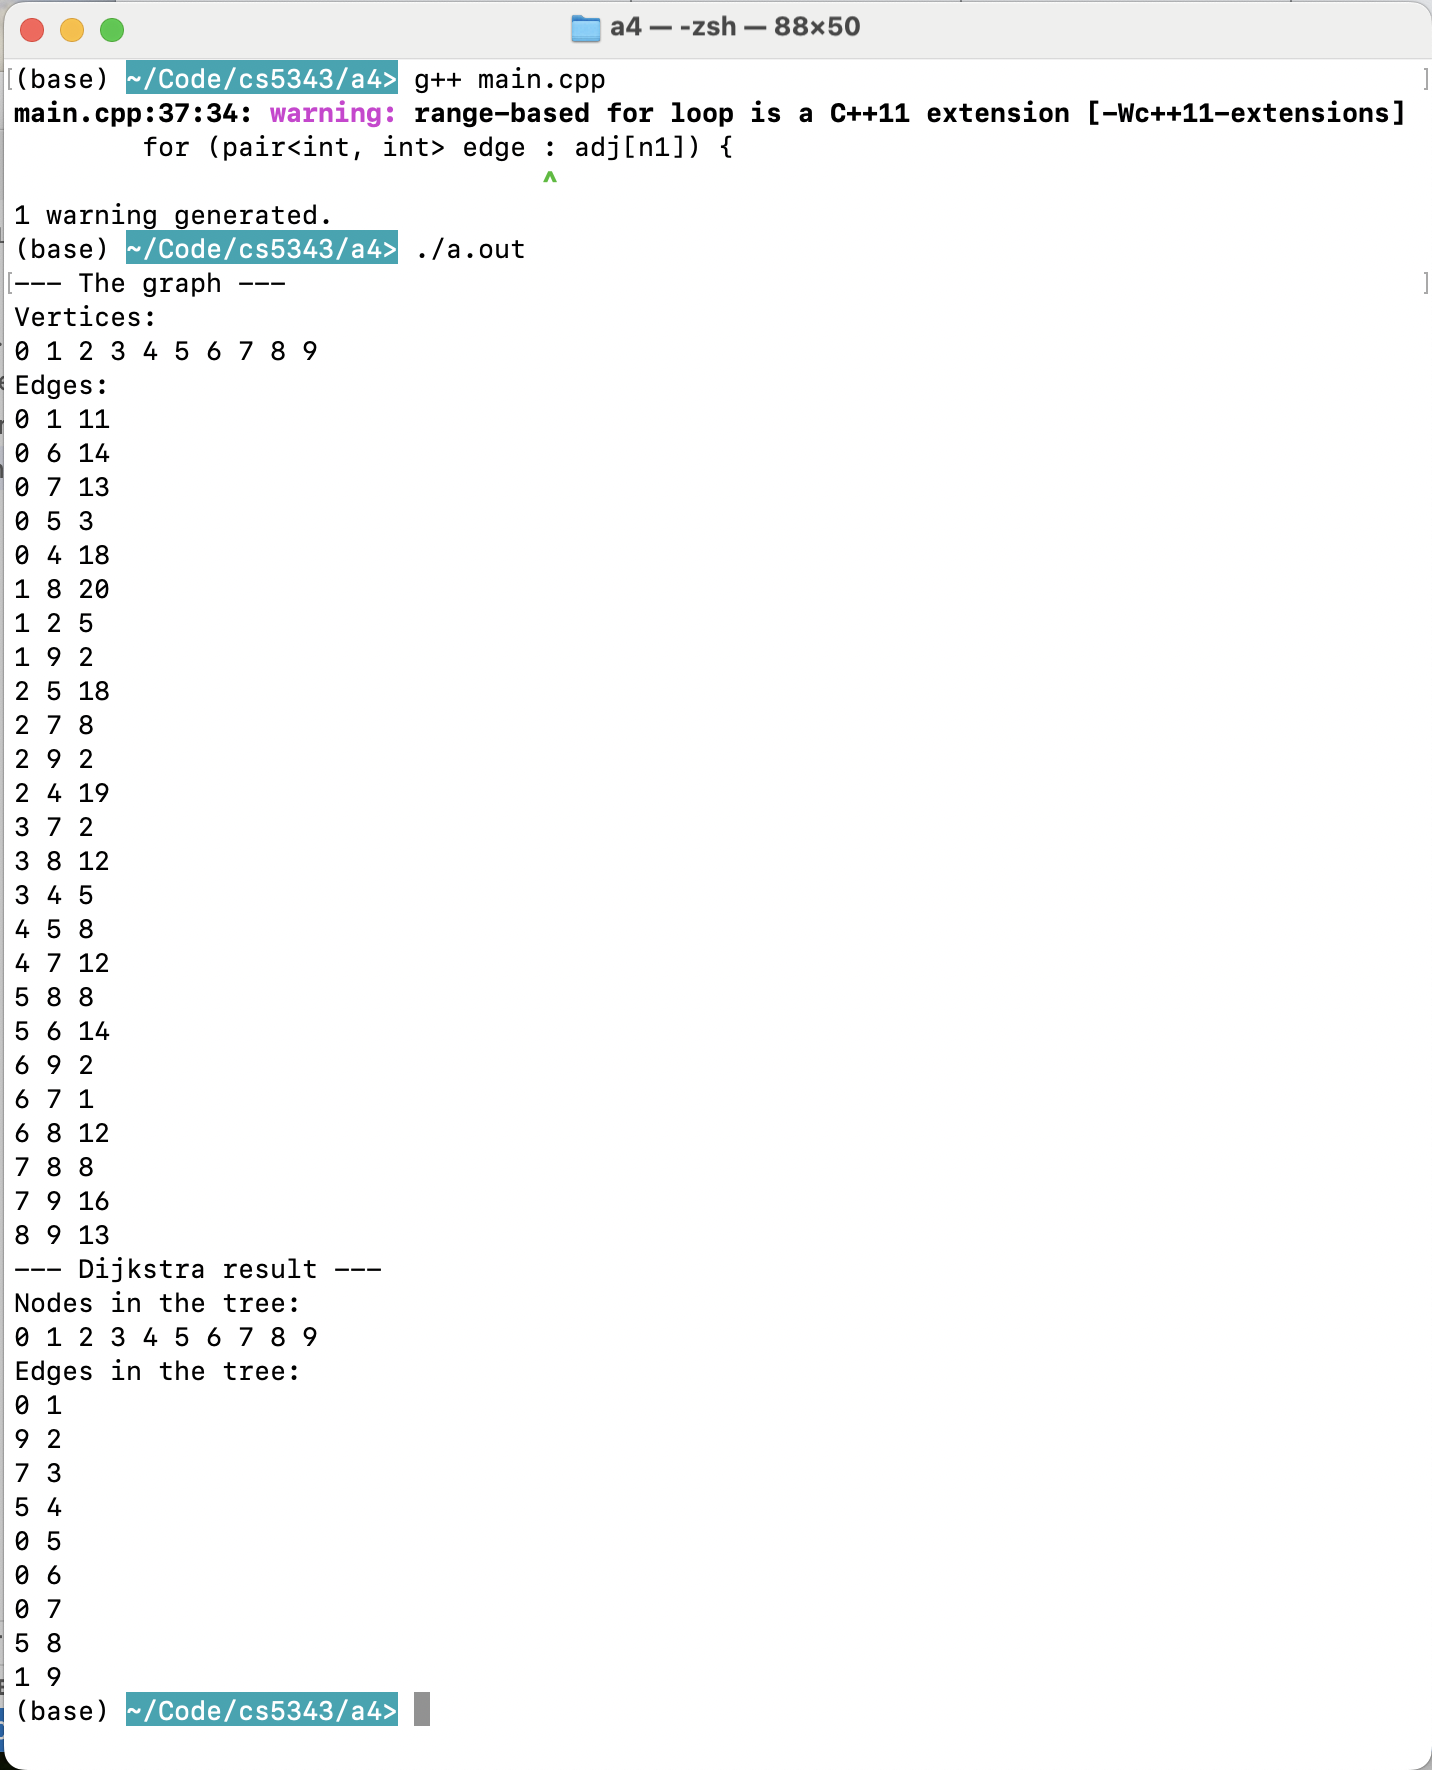 a4 — -zsh — 88×50
(base) ~/Code/cs5343/a4> g++ main.cpp
main.cpp:37:34: warning: range-based for loop is a C++11 extension [-Wc++11-extensions]
        for (pair<int, int> edge : adj[n1]) {
                                 ^
1 warning generated.
(base) ~/Code/cs5343/a4> ./a.out
--- The graph ---
Vertices:
0 1 2 3 4 5 6 7 8 9
Edges:
0 1 11
0 6 14
0 7 13
0 5 3
0 4 18
1 8 20
1 2 5
1 9 2
2 5 18
2 7 8
2 9 2
2 4 19
3 7 2
3 8 12
3 4 5
4 5 8
4 7 12
5 8 8
5 6 14
6 9 2
6 7 1
6 8 12
7 8 8
7 9 16
8 9 13
--- Dijkstra result ---
Nodes in the tree:
0 1 2 3 4 5 6 7 8 9
Edges in the tree:
0 1
9 2
7 3
5 4
0 5
0 6
0 7
5 8
1 9
(base) ~/Code/cs5343/a4>